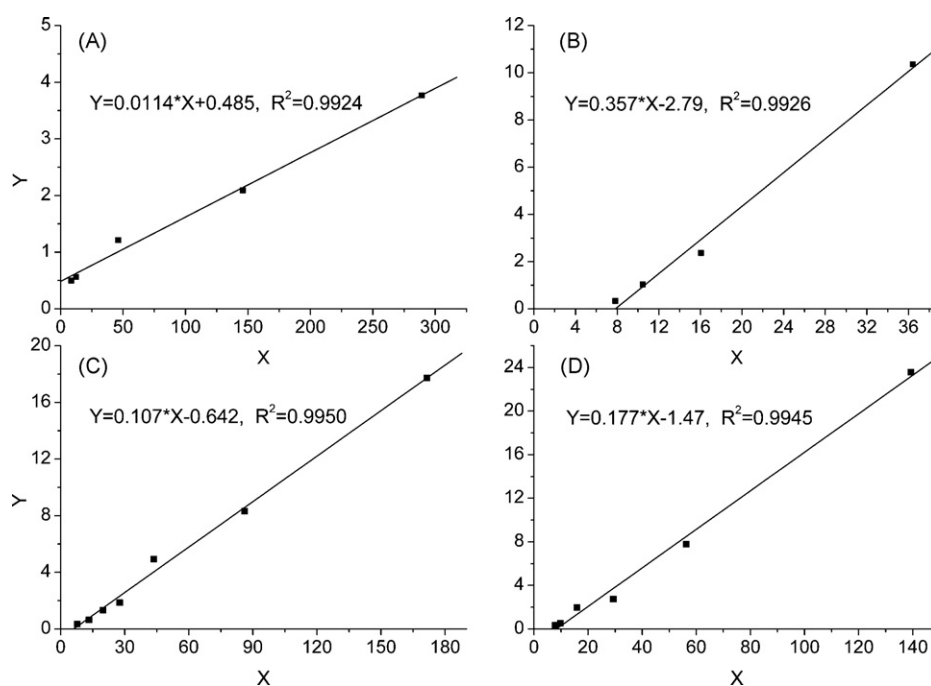 (A)
Y=0.0114*X+0.485, R²=0.9924
5
4
3
2
1
0
Y
0 50 100 150 200 250 300
X
(B)
Y=0.357*X-2.79, R²=0.9926
12
10
8
6
4
2
0
0 4 8 12 16 20 24 28 32 36
X
(C)
Y=0.107*X-0.642, R²=0.9950
20
16
12
8
4
0
Y
0 30 60 90 120 150 180
X
(D)
Y=0.177*X-1.47, R²=0.9945
24
20
16
12
8
4
0
0 20 40 60 80 100 120 140
X